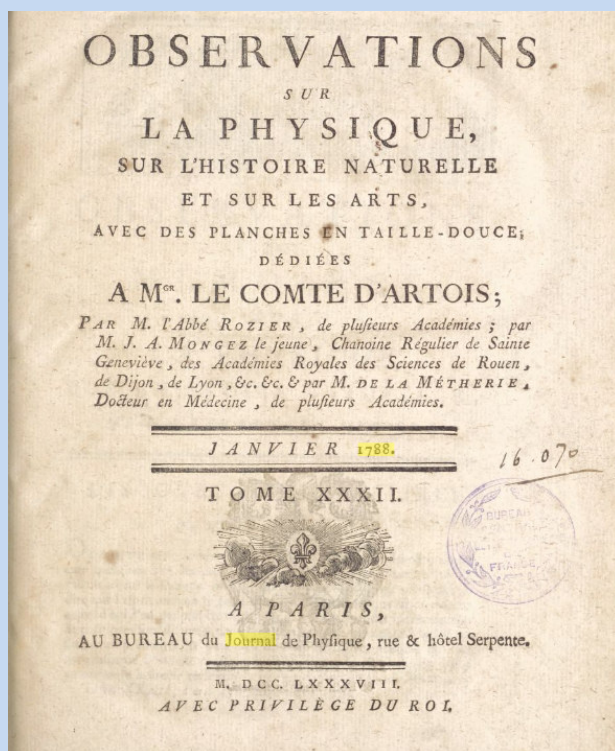 OBSERVATIONS
SUR
LA PHYSIQUE,
SUR L'HISTOIRE NATURELLE
ET SUR LES ARTS,
AVEC DES PLANCHES EN TAILLE-DOUCE;
DÉDIÉES
A Mᴳᴿ. LE COMTE D'ARTOIS;
PAR M. l'Abbé ROZIER, de pluſieurs Académies ; par
M. J. A. MONGEZ le jeune, Chanoine Régulier de Sainte
Geneviève, des Académies Royales des Sciences de Rouen,
de Dijon, de Lyon, &c. &c. & par M. DE LA MÉTHERIE,
Docteur en Médecine, de pluſieurs Académies.
JANVIER 1788.
16.070
TOME XXXII.
BUREAU
FRANCE
A PARIS,
AU BUREAU du Journal de Phyſique, rue & hôtel Serpente.
M. DCC. LXXXVIII.
AVEC PRIVILÈGE DU ROI.